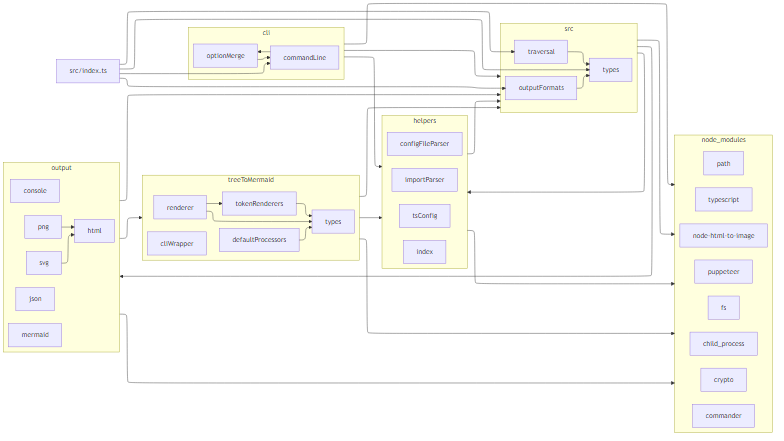 cli
src
optionMerge
commandLine
traversal
types
outputFormats
src/index.ts
helpers
configFileParser
importParser
tsConfig
index
node_modules
path
typescript
node-html-to-image
puppeteer
fs
child_process
crypto
commander
output
console
png
html
svg
json
mermaid
treeToMermaid
renderer
tokenRenderers
types
cliWrapper
defaultProcessors